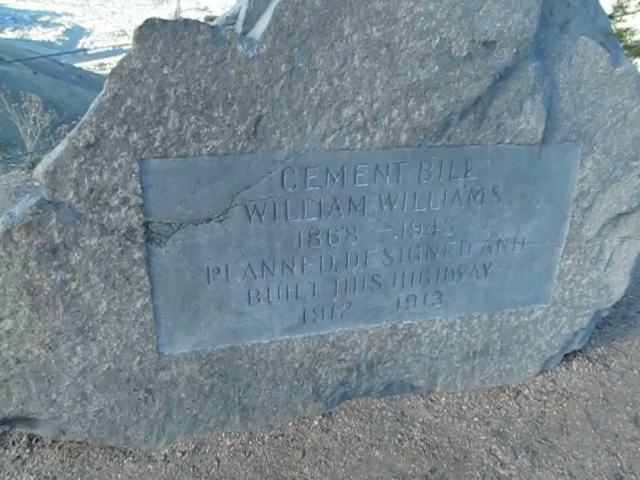 CEMENT BILL
WILLIAM WILLIAMS
1868 — 1945
PLANNED, DESIGNED AND
BUILT THIS HIGHWAY
1912 — 1913